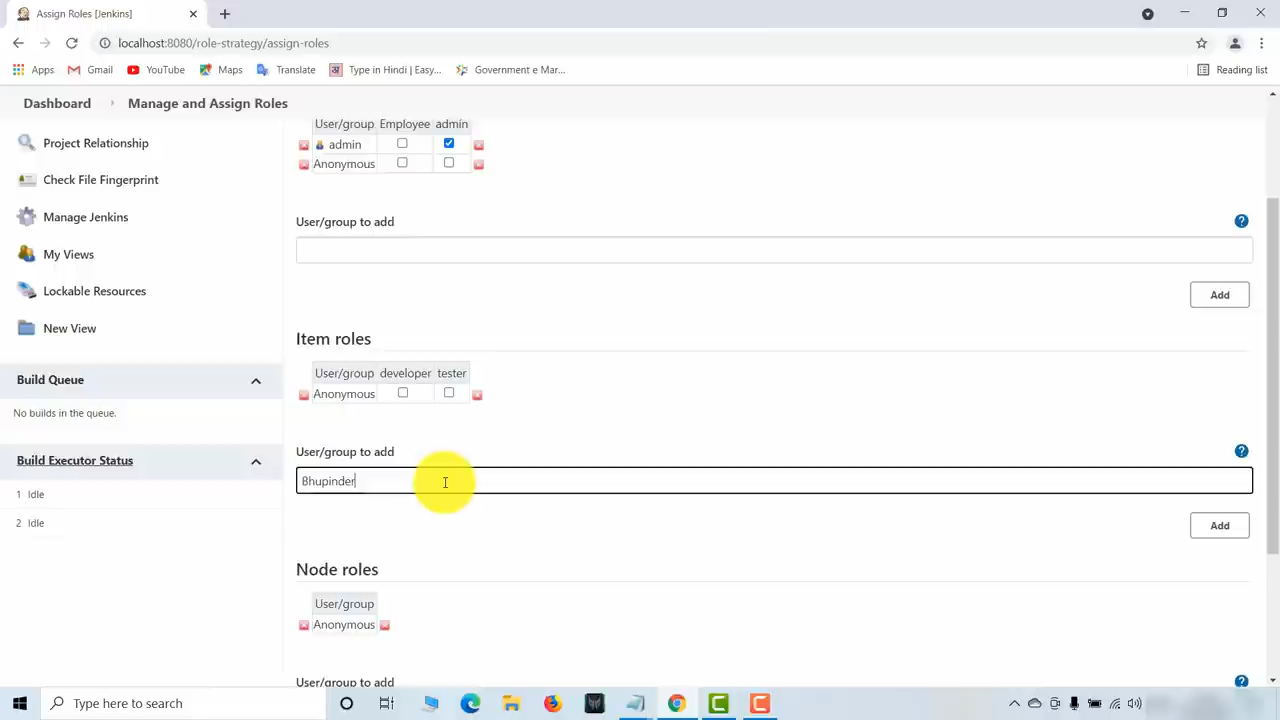 Assign Roles [Jenkins]
localhost:8080/role-strategy/assign-roles
Apps Gmail YouTube Maps Translate Type in Hindi | Easy... Government e Mar... Reading list
Dashboard Manage and Assign Roles
Project Relationship
Check File Fingerprint
Manage Jenkins
My Views
Lockable Resources
New View
Build Queue
No builds in the queue.
Build Executor Status
1 Idle
2 Idle
User/group Employee admin
admin
Anonymous
User/group to add
Add
Item roles
User/group developer tester
Anonymous
User/group to add
Bhupinder
Add
Node roles
User/group
Anonymous
User/group to add
Type here to search